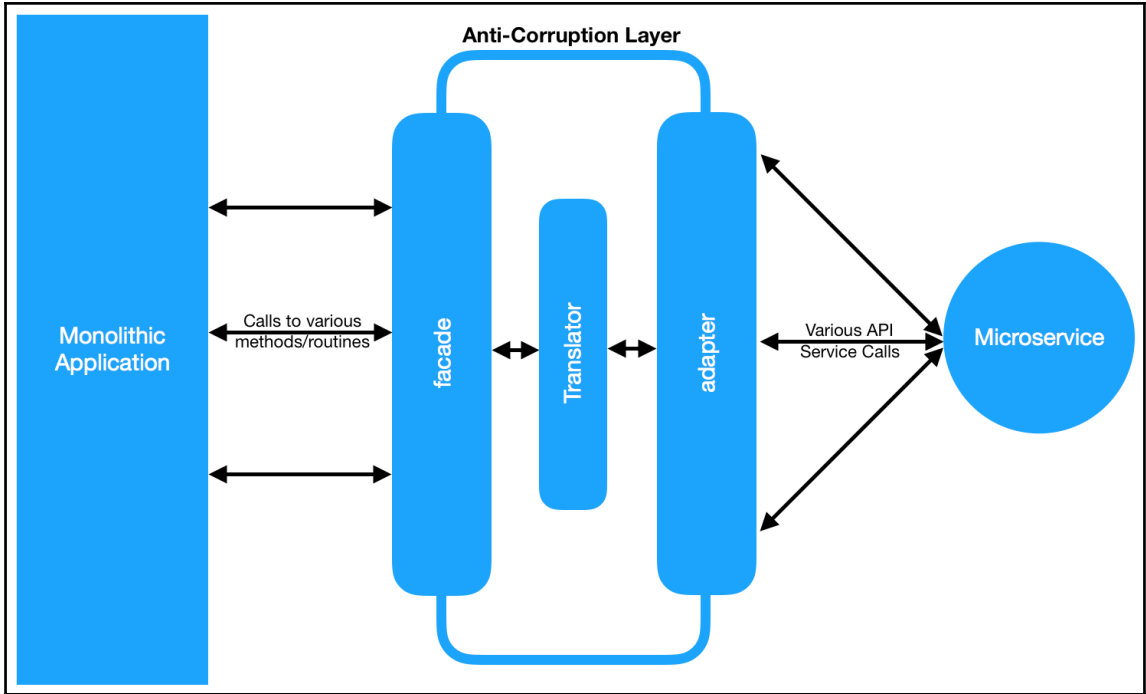 Anti-Corruption Layer
Monolithic
Application
Calls to various
methods/routines
facade
Translator
adapter
Various API
Service Calls
Microservice